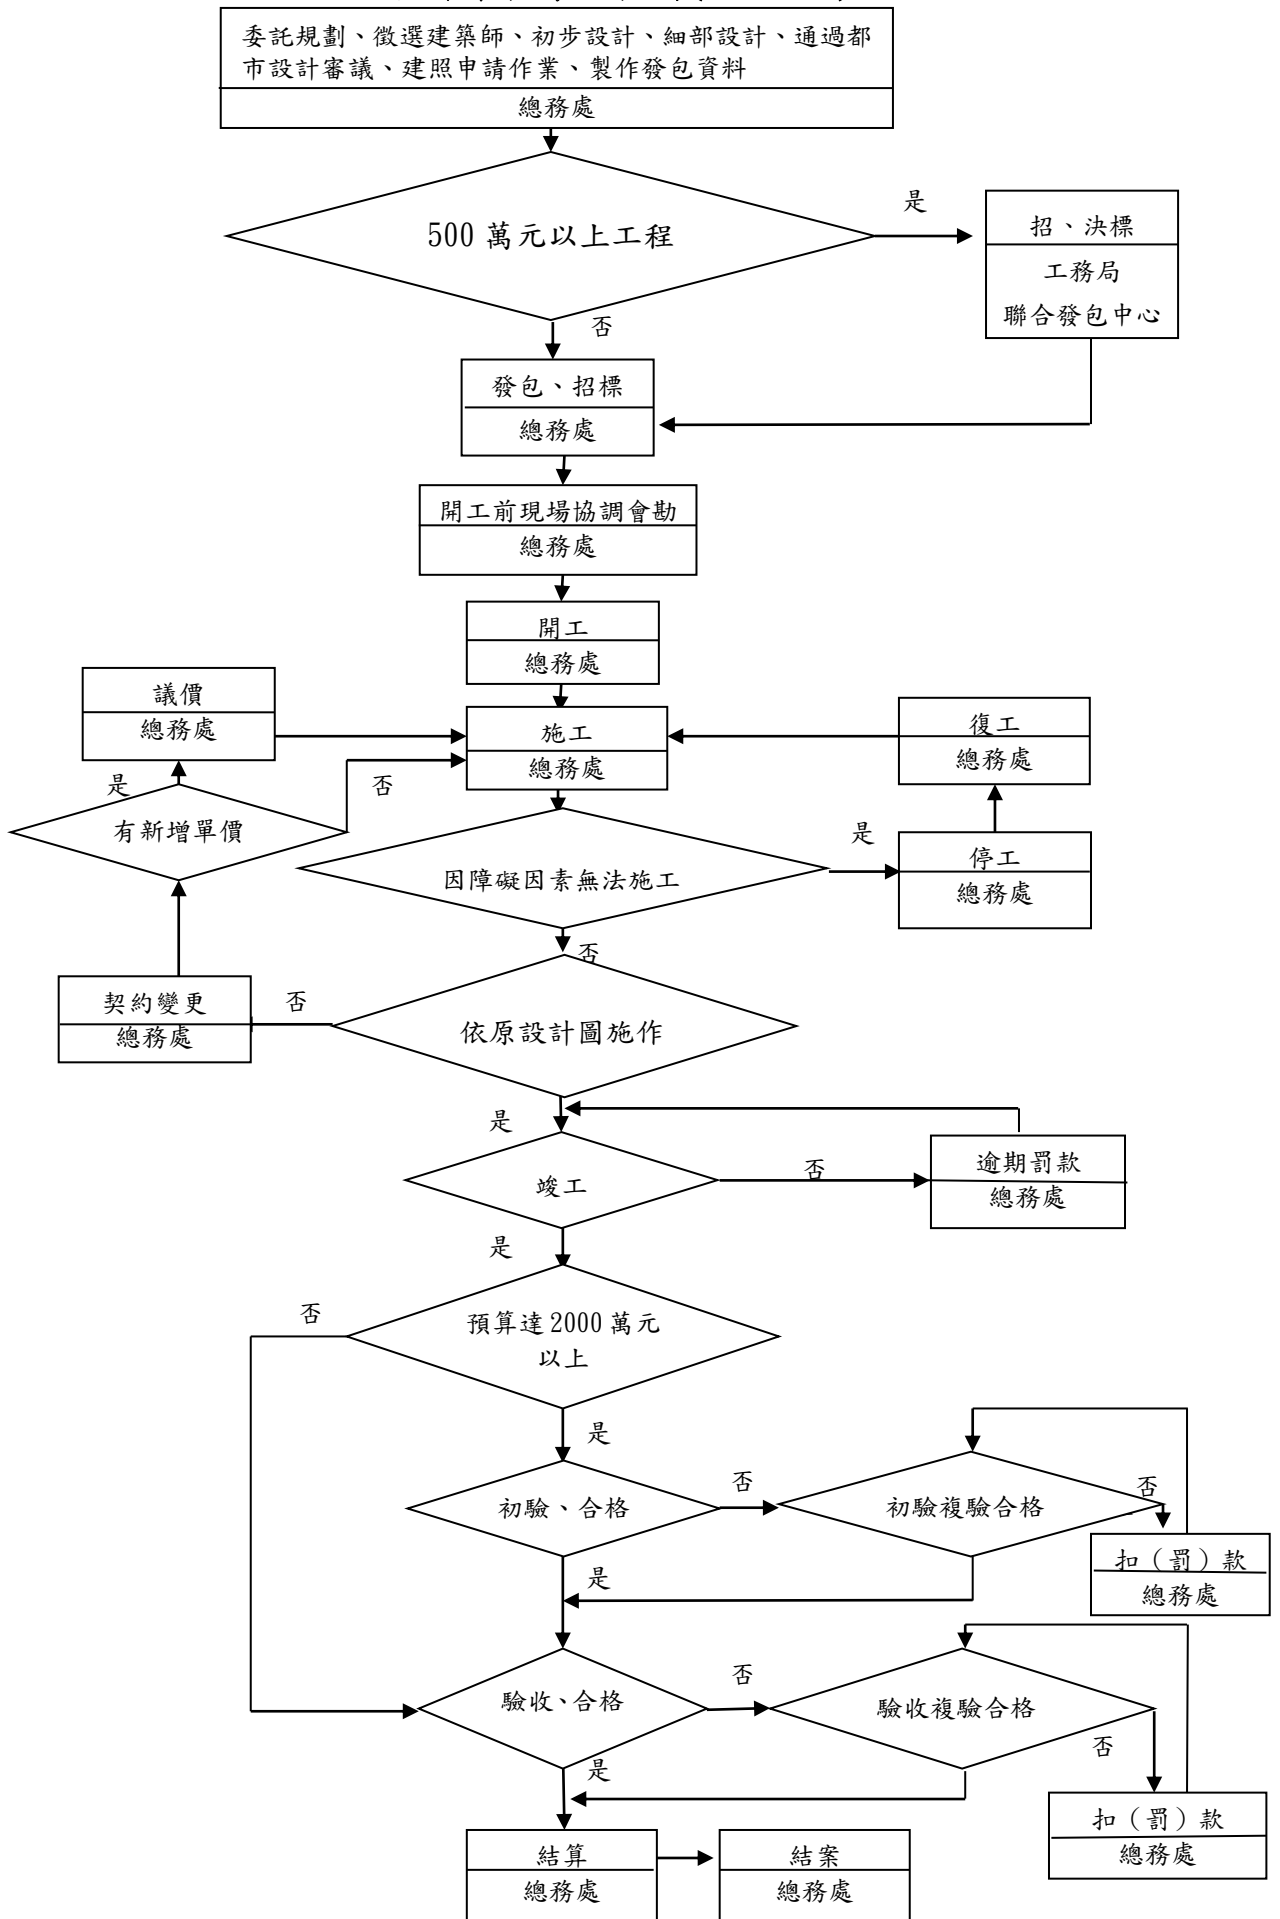 委託規劃、徵選建築師、初步設計、細部設計、通過都
市設計審議、建照申請作業、製作發包資料
總務處
500 萬元以上工程
是
招、決標
工務局
聯合發包中心
否
發包、招標
總務處
開工前現場協調會勘
總務處
開工
總務處
議價
總務處
施工
總務處
復工
總務處
是
否
有新增單價
因障礙因素無法施工
是
停工
總務處
否
契約變更
總務處
否
依原設計圖施作
是
竣工
否
逾期罰款
總務處
是
預算達 2000 萬元
以上
否
是
初驗、合格
否
初驗複驗合格
否
扣（罰）款
總務處
是
驗收、合格
否
驗收複驗合格
否
扣（罰）款
總務處
是
結算
總務處
結案
總務處